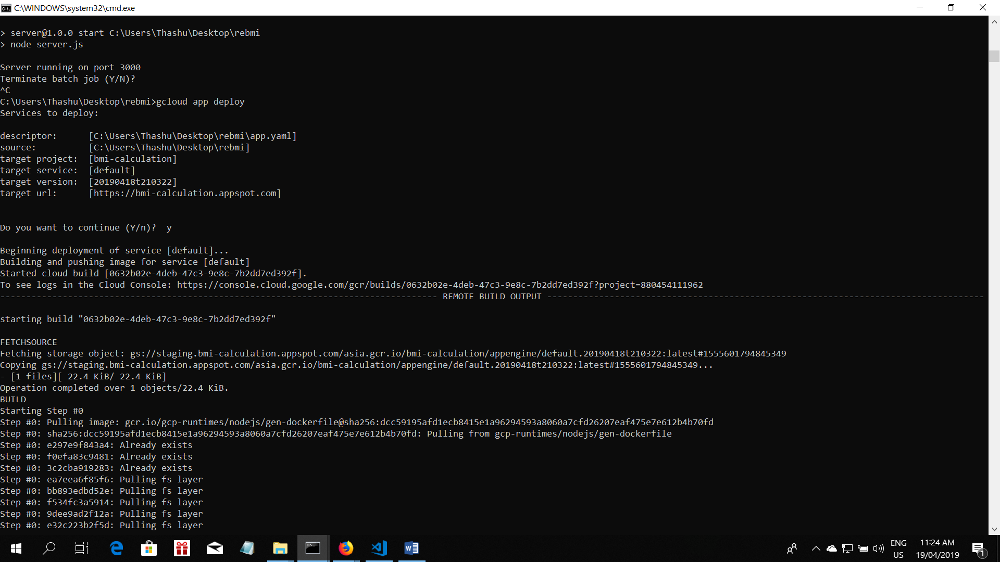 C:\WINDOWS\system32\cmd.exe
> server@1.0.0 start C:\Users\Thashu\Desktop\rebmi
> node server.js
Server running on port 3000
Terminate batch job (Y/N)?
^C
C:\Users\Thashu\Desktop\rebmi>gcloud app deploy
Services to deploy:
descriptor:      [C:\Users\Thashu\Desktop\rebmi\app.yaml]
source:          [C:\Users\Thashu\Desktop\rebmi]
target project:  [bmi-calculation]
target service:  [default]
target version:  [20190418t210322]
target url:      [https://bmi-calculation.appspot.com]
Do you want to continue (Y/n)?  y
Beginning deployment of service [default]...
Building and pushing image for service [default]
Started cloud build [0632b02e-4deb-47c3-9e8c-7b2dd7ed392f].
To see logs in the Cloud Console: https://console.cloud.google.com/gcr/builds/0632b02e-4deb-47c3-9e8c-7b2dd7ed392f?project=880454111962
------------------------------------------------------------------------------------ REMOTE BUILD OUTPUT ------------------------------------------------------------------------------------
starting build "0632b02e-4deb-47c3-9e8c-7b2dd7ed392f"
FETCHSOURCE
Fetching storage object: gs://staging.bmi-calculation.appspot.com/asia.gcr.io/bmi-calculation/appengine/default.20190418t210322:latest#1555601794845349
Copying gs://staging.bmi-calculation.appspot.com/asia.gcr.io/bmi-calculation/appengine/default.20190418t210322:latest#1555601794845349...
- [1 files][ 22.4 KiB/ 22.4 KiB]
Operation completed over 1 objects/22.4 KiB.
BUILD
Starting Step #0
Step #0: Pulling image: gcr.io/gcp-runtimes/nodejs/gen-dockerfile@sha256:dcc59195afd1ecb8415e1a96294593a8060a7cfd26207eaf475e7e612b4b70fd
Step #0: sha256:dcc59195afd1ecb8415e1a96294593a8060a7cfd26207eaf475e7e612b4b70fd: Pulling from gcp-runtimes/nodejs/gen-dockerfile
Step #0: e297e9f843a4: Already exists
Step #0: f0efa83c9481: Already exists
Step #0: 3c2cba919283: Already exists
Step #0: ea7eea6f85f6: Pulling fs layer
Step #0: bb893edbd52e: Pulling fs layer
Step #0: f534fc3a5914: Pulling fs layer
Step #0: 9dee9ad2f12a: Pulling fs layer
Step #0: e32c223b2f5d: Pulling fs layer
ENG
US
11:24 AM
19/04/2019
1